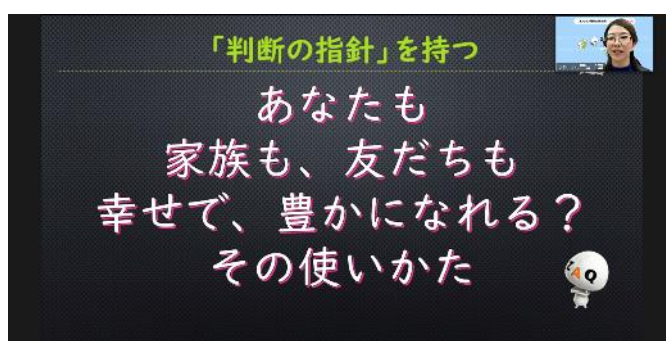 「判断の指針」を持つ
あなたも
家族も、友だちも
幸せで、豊かになれる？
その使いかた
ZAQ